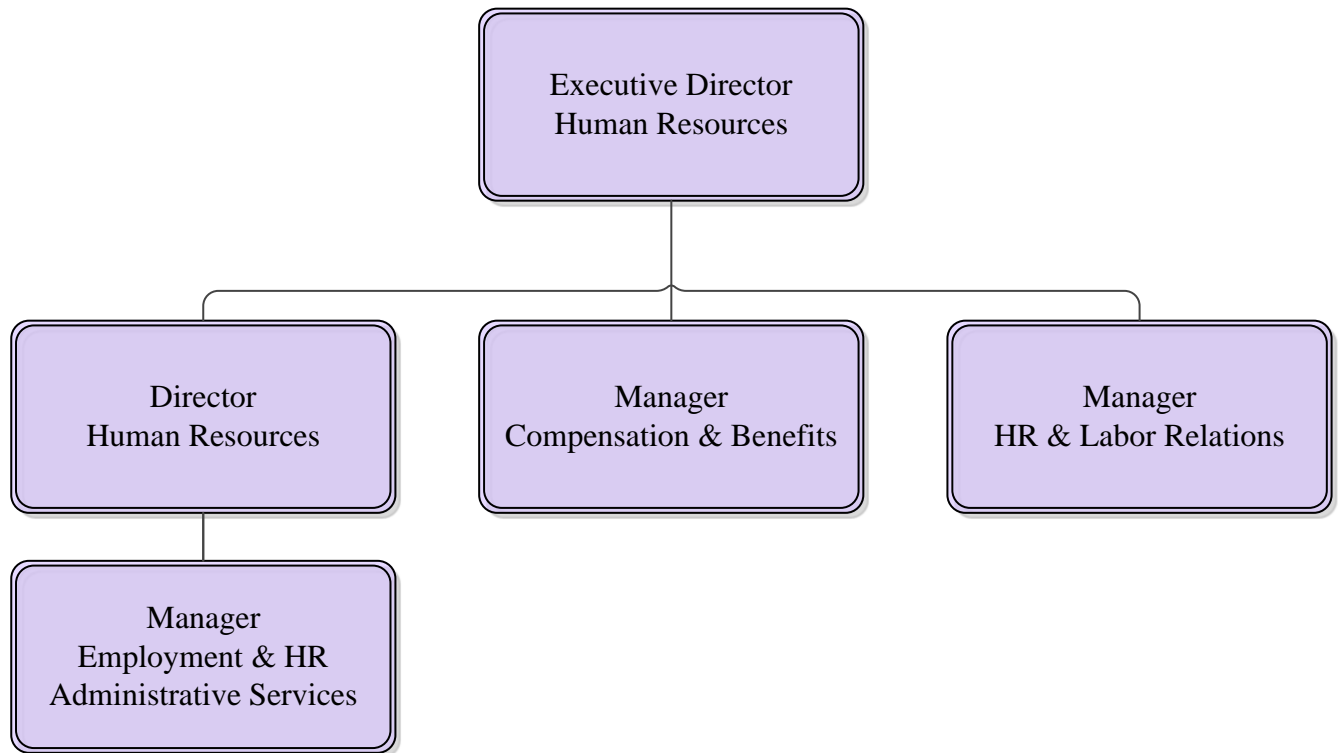 Executive Director
Human Resources
Director
Human Resources
Manager
Compensation & Benefits
Manager
HR & Labor Relations
Manager
Employment & HR
Administrative Services